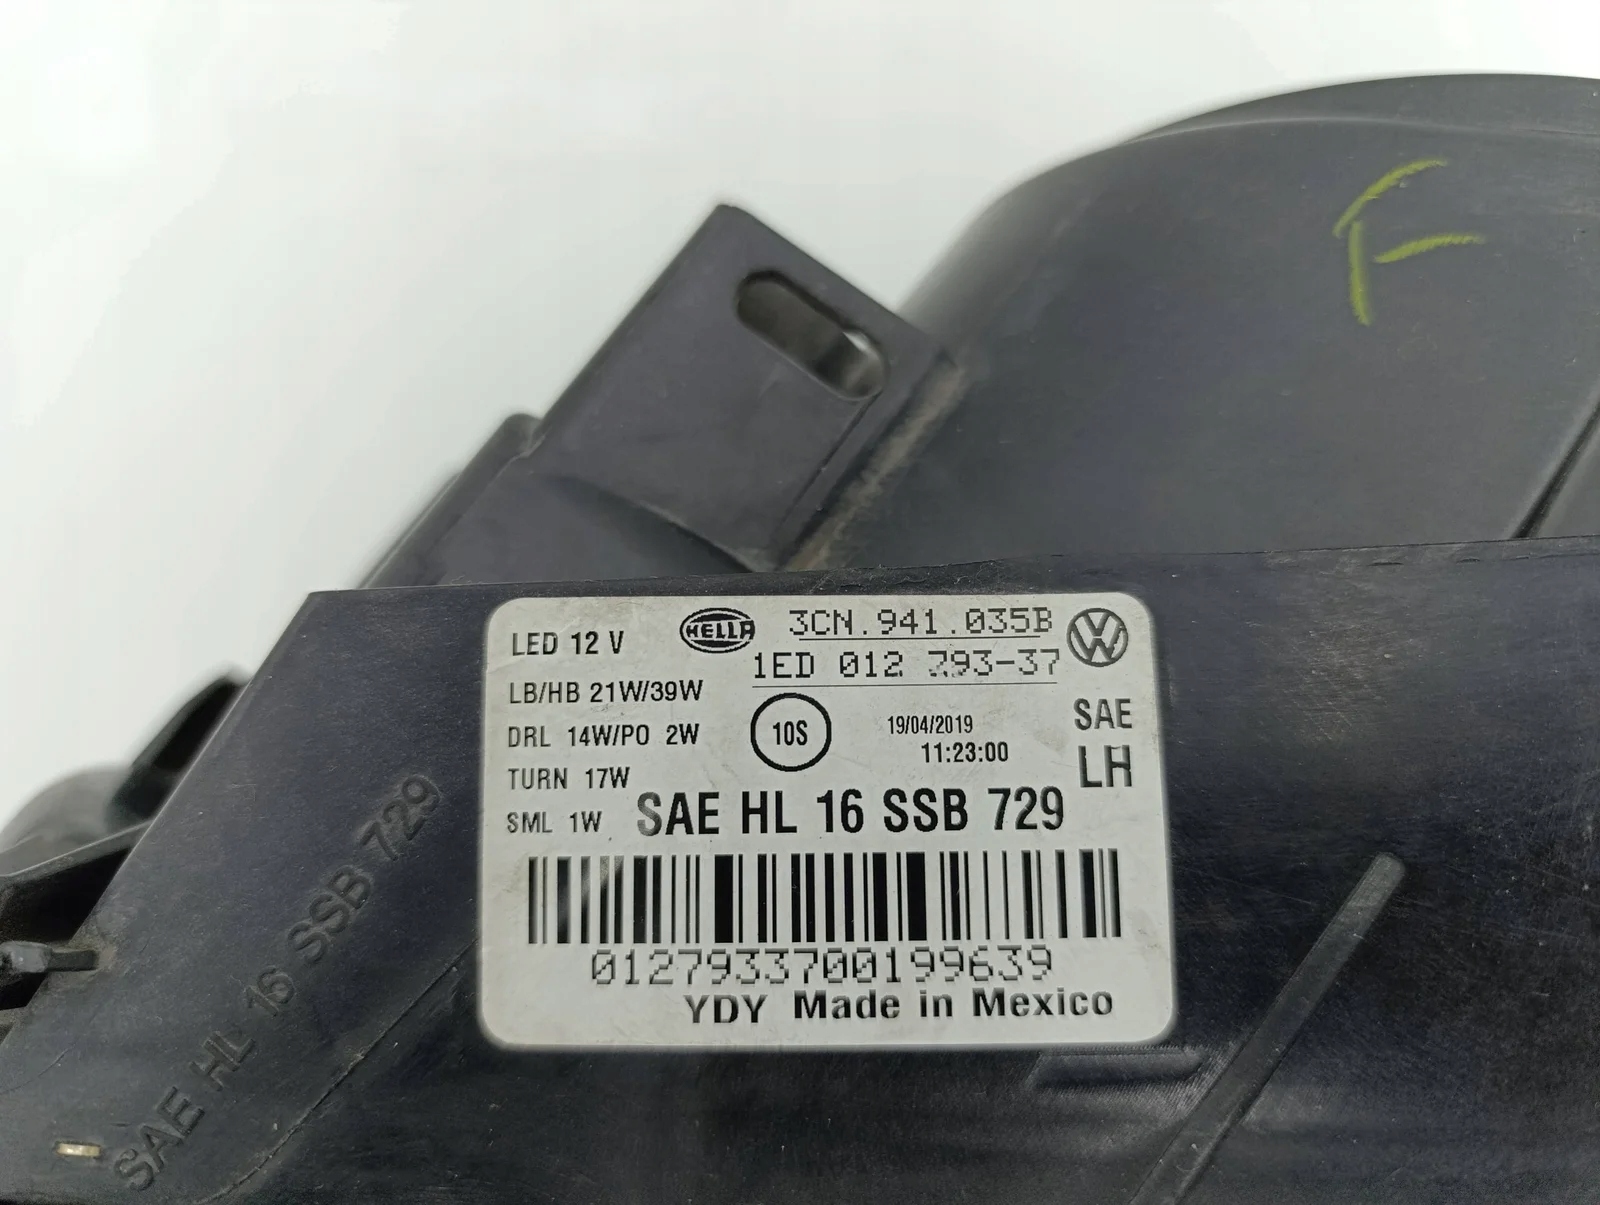 F
LED 12 V
HELLA
3CN.941.035B
1ED 012 793-37
LB/HB 21W/39W
DRL 14W/PO 2W
10S
19/04/2019
11:23:00
SAE
LH
TURN 17W
SML 1W
SAE HL 16 SSB 729
0127933700199639
YDY Made in Mexico
SAE HL 16 SSB 729